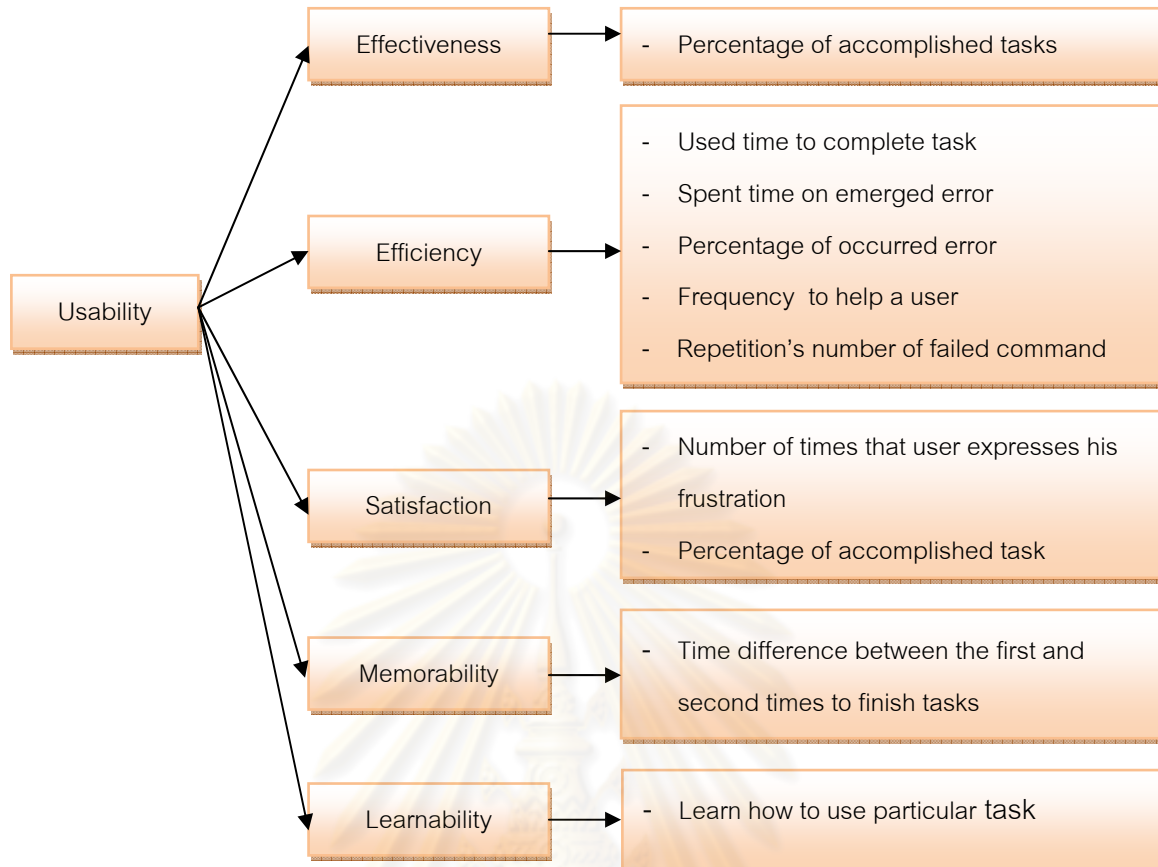 Effectiveness
- Percentage of accomplished tasks
Usability
Efficiency
- Used time to complete task
- Spent time on emerged error
- Percentage of occurred error
- Frequency to help a user
- Repetition's number of failed command
Satisfaction
- Number of times that user expresses his
frustration
- Percentage of accomplished task
Memorability
- Time difference between the first and
second times to finish tasks
Learnability
- Learn how to use particular task